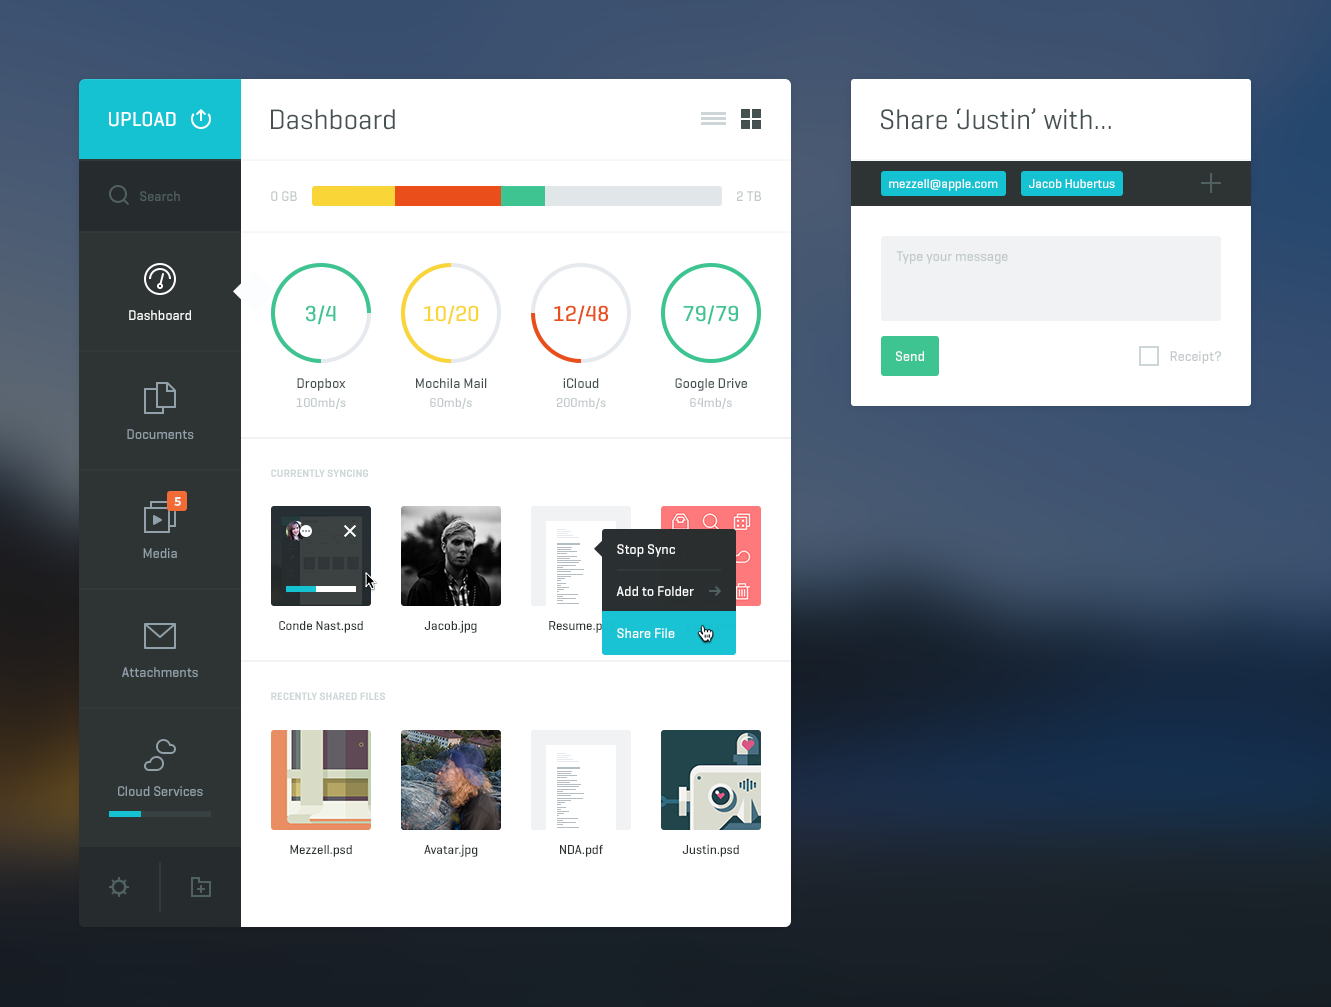 UPLOAD
Dashboard
Search
0 GB
2 TB
Dashboard
3/4
10/20
12/48
79/79
Dropbox
Mochila Mail
iCloud
Google Drive
100mb/s
60mb/s
200mb/s
64mb/s
Documents
CURRENTLY SYNCING
5
Media
Stop Sync
Add to Folder
Share File
Conde Nast.psd
Jacob.jpg
Resume.p
Attachments
RECENTLY SHARED FILES
Cloud Services
Mezzell.psd
Avatar.jpg
NDA.pdf
Justin.psd
Share ‘Justin’ with...
mezzell@apple.com
Jacob Hubertus
Type your message
Send
Receipt?